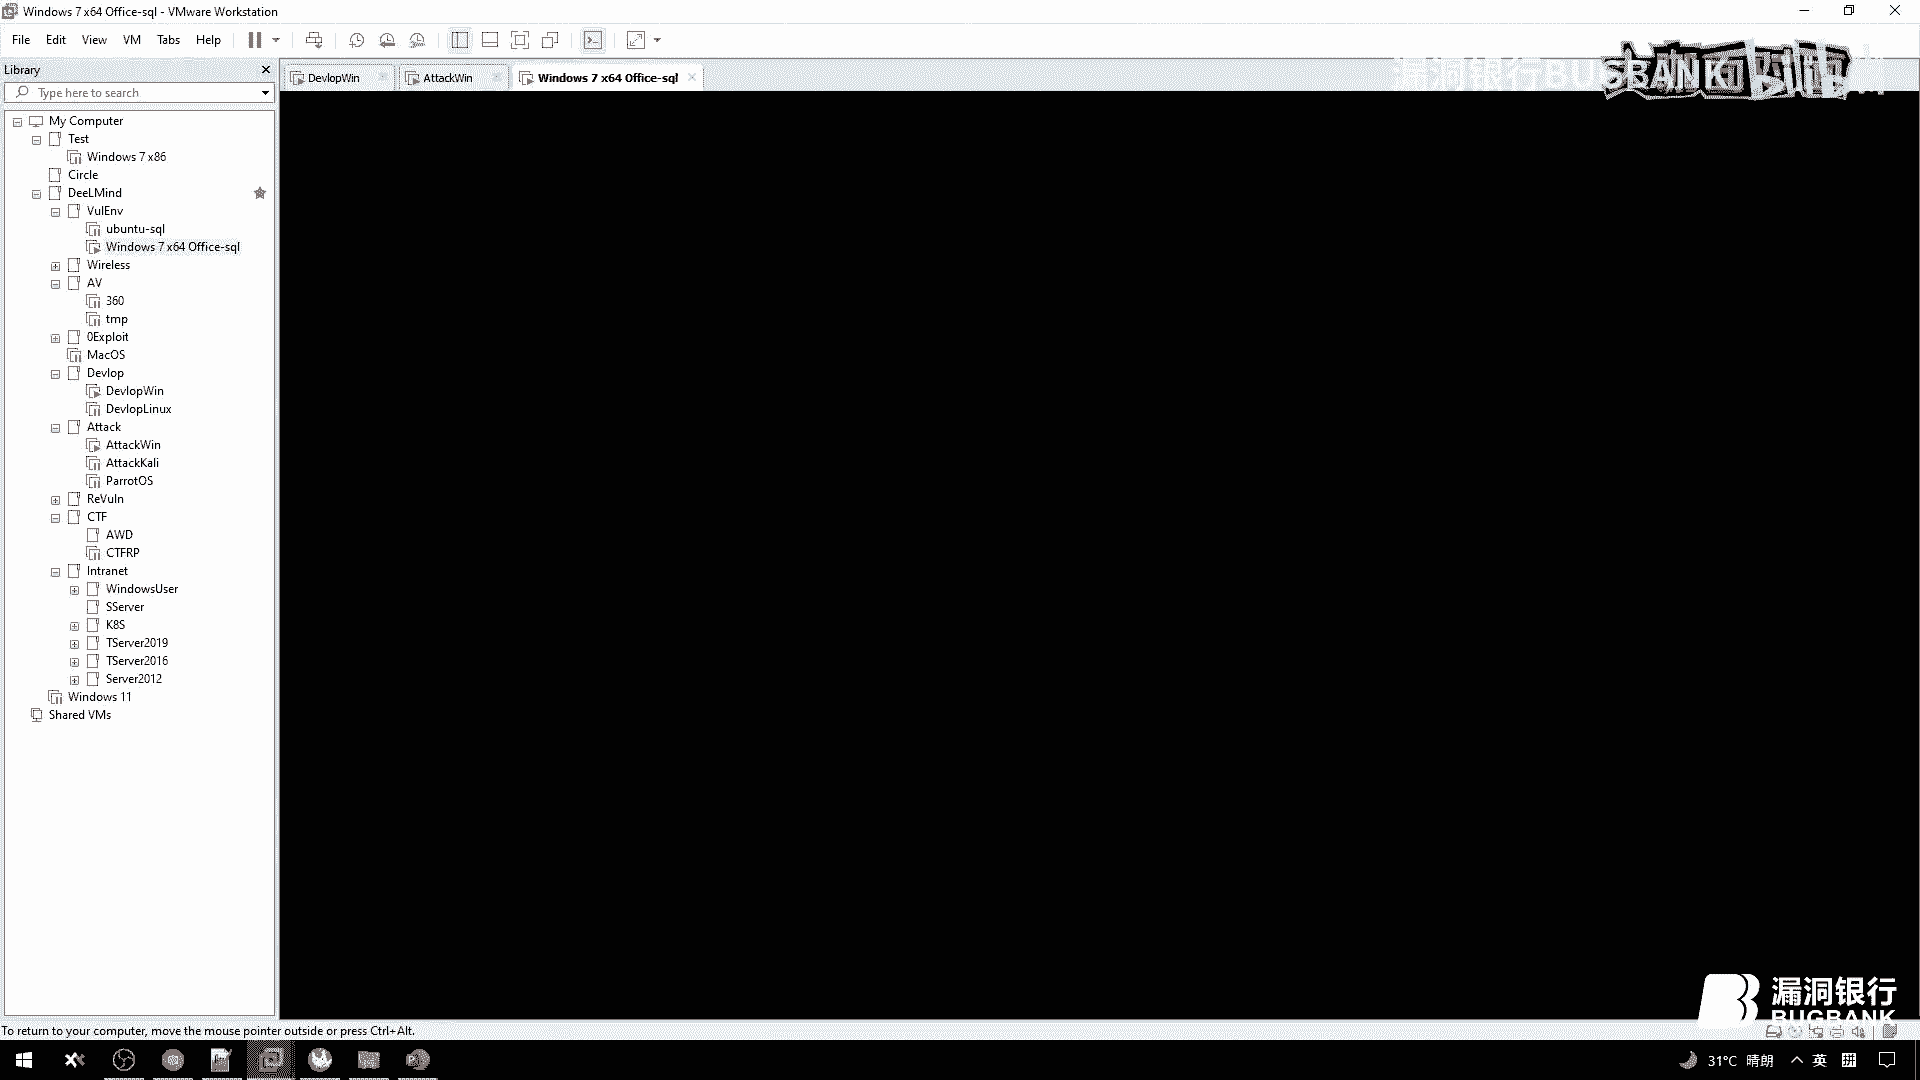 Windows 7 x64 Office-sql - VMware Workstation
File Edit View VM Tabs Help
Library
Type here to search
DevlopWin
AttackWin
Windows 7 x64 Office-sql
漏洞银行BUGBANK
bilibili
My Computer
Test
Windows 7 x86
Circle
DeeLMind
VulEnv
ubuntu-sql
Windows 7 x64 Office-sql
Wireless
AV
360
tmp
0Exploit
MacOS
Devlop
DevlopWin
DevlopLinux
Attack
AttackWin
AttackKali
ParrotOS
ReVuln
CTF
AWD
CTFRP
Intranet
WindowsUser
SServer
K8S
TServer2019
TServer2016
Server2012
Windows 11
Shared VMs
漏洞银行
BUGBANK
To return to your computer, move the mouse pointer outside or press Ctrl+Alt.
31°C 晴朗 英